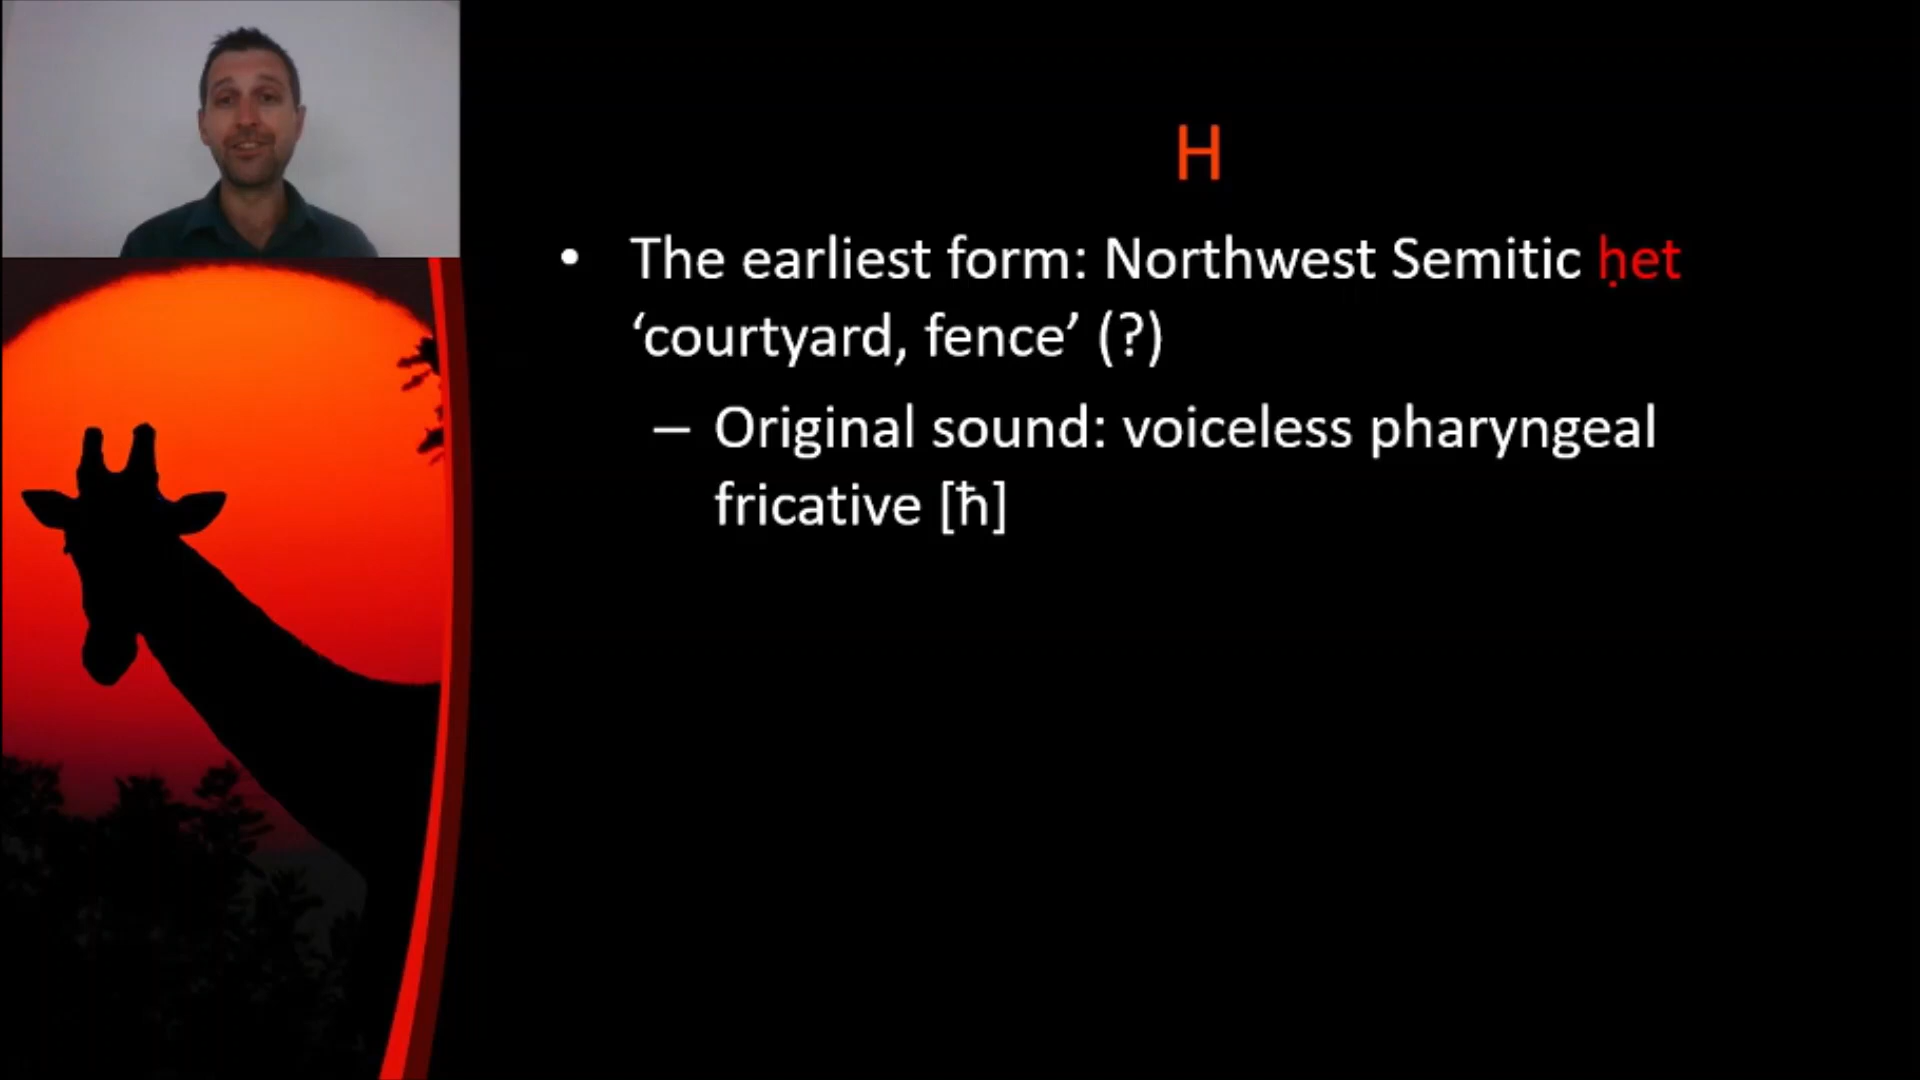 H
• The earliest form: Northwest Semitic ḥet
‘courtyard, fence’ (?)
– Original sound: voiceless pharyngeal
fricative [ħ]